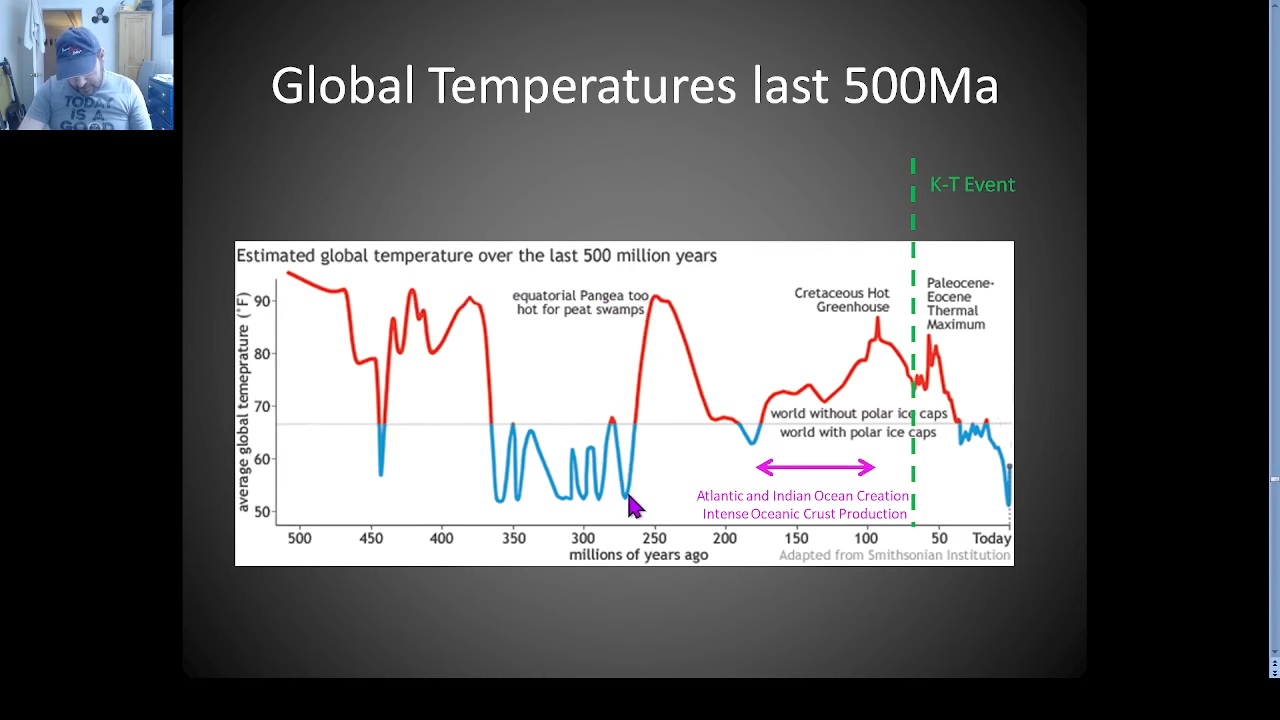 TODAY
IS A
GOOD
Global Temperatures last 500Ma
K-T Event
Estimated global temperature over the last 500 million years
average global temeprature (°F)
90
80
70
60
50
equatorial Pangea too
hot for peat swamps
Cretaceous Hot
Greenhouse
Paleocene-
Eocene
Thermal
Maximum
world without polar ice caps
world with polar ice caps
Atlantic and Indian Ocean Creation
Intense Oceanic Crust Production
500 450 400 350 300 250 200 150 100 50 Today
millions of years ago
Adapted from Smithsonian Institution